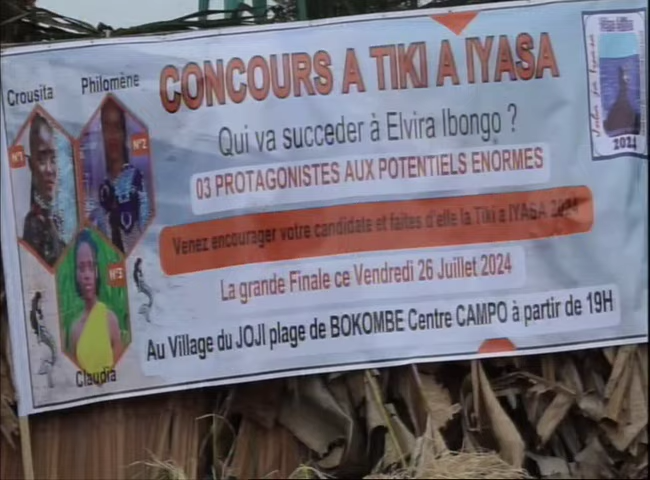 CONCOURS A TIKI A IYASA
Crousita
Philomène
N°1
N°2
N°3
Claudia
Qui va succeder à Elvira Ibongo ?
03 PROTAGONISTES AUX POTENTIELS ENORMES
Venez encourager votre candidate et faites d'elle la Tiki a IYASA 2024
La grande Finale ce Vendredi 26 Juillet 2024
Au Village du JOJI plage de BOKOMBE Centre CAMPO à partir de 19H
2024